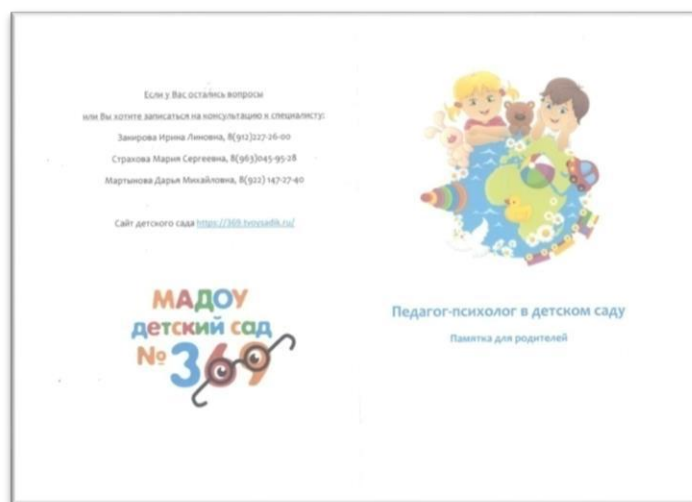 Если у Вас остались вопросы
или Вы хотите записаться на консультацию к специалисту:
Закирова Ирина Линовна, 8(912)227-26-00
Страхова Мария Сергеевна, 8(963)045-95-28
Мартынова Дарья Михайловна, 8(922) 147-27-40
Сайт детского сада https://369.tvoysadik.ru/
МАДОУ
детский сад
№ 369
Педагог-психолог в детском саду
Памятка для родителей